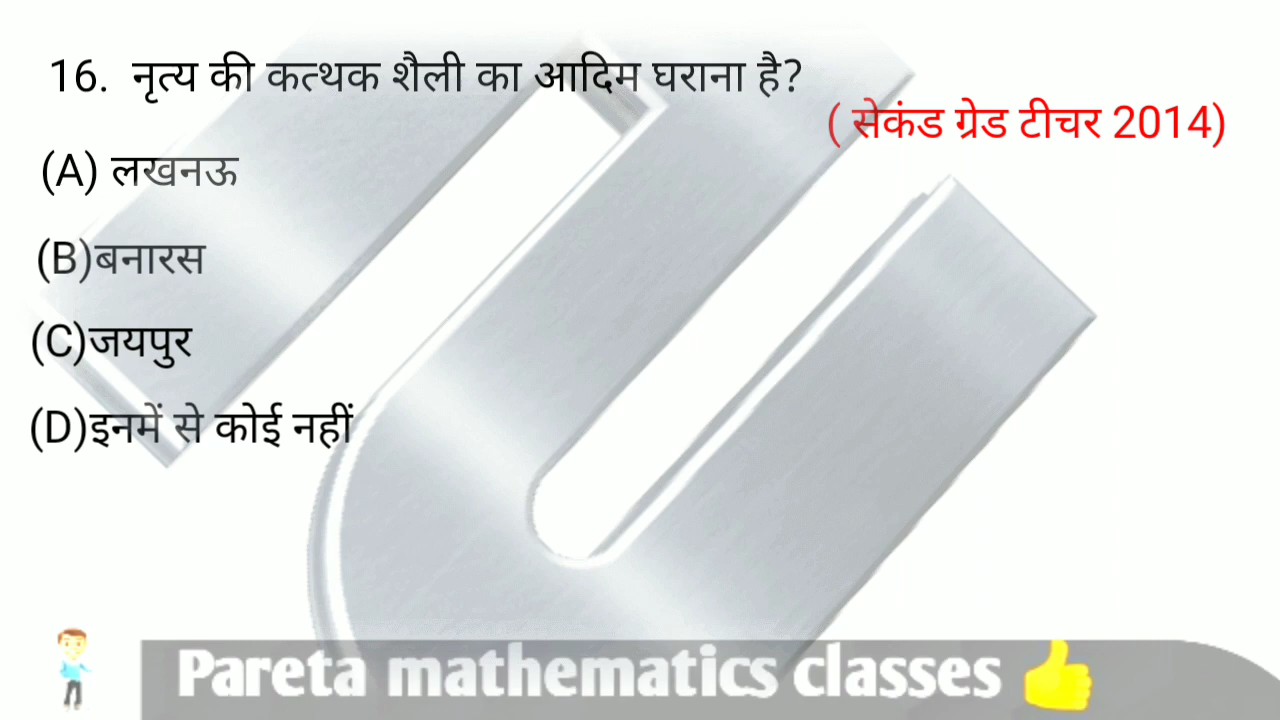 16. नृत्य की कत्थक शैली का आदिम घराना है?
( सेकंड ग्रेड टीचर 2014)
(A) लखनऊ
(B)बनारस
(C)जयपुर
(D)इनमें से कोई नहीं
Pareta mathematics classes